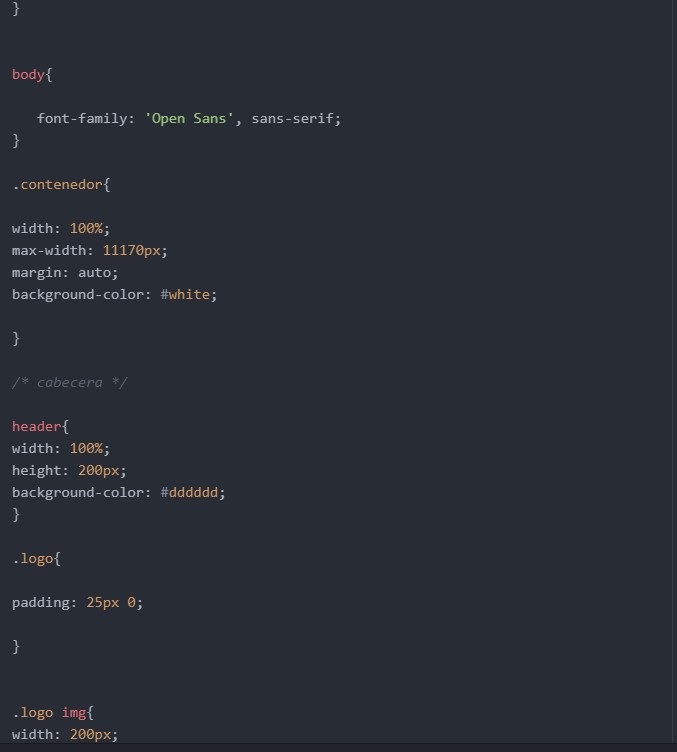 }
body{
font-family: 'Open Sans', sans-serif;
}
.contenedor{
width: 100%;
max-width: 11170px;
margin: auto;
background-color: #white;
}
/* cabecera */
header{
width: 100%;
height: 200px;
background-color: #dddddd;
}
.logo{
padding: 25px 0;
}
.logo img{
width: 200px;